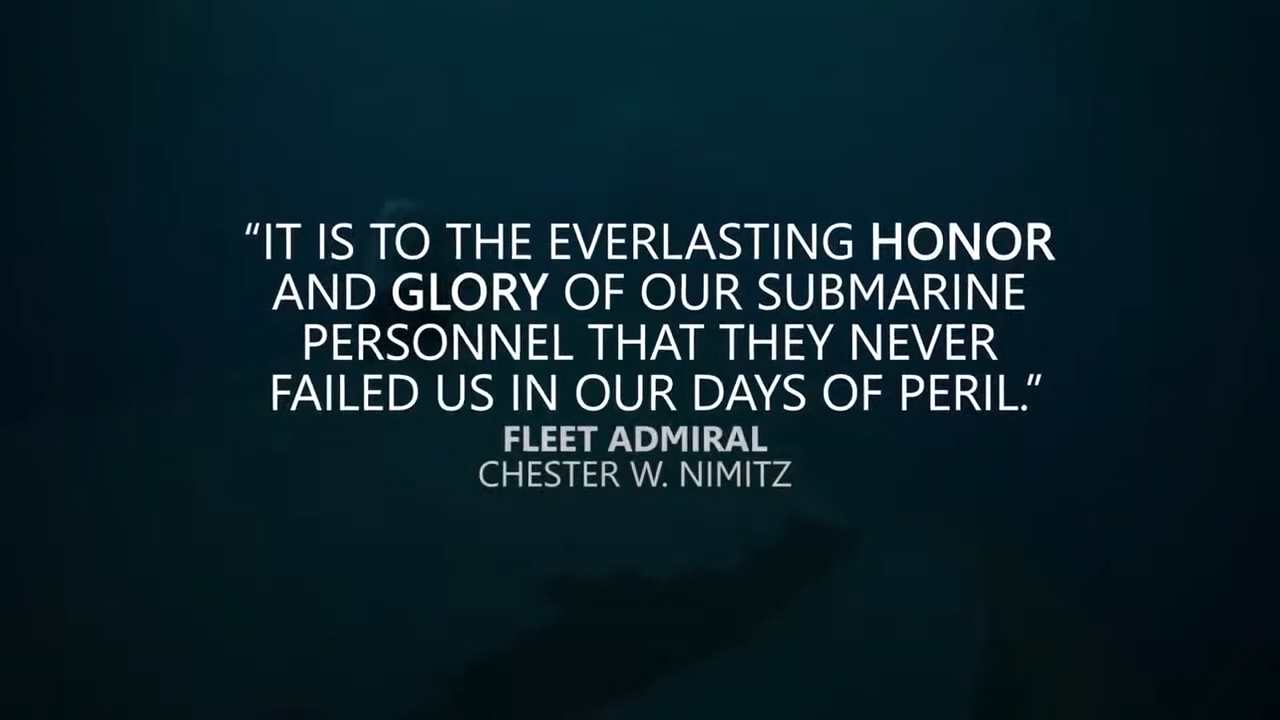 “IT IS TO THE EVERLASTING HONOR
AND GLORY OF OUR SUBMARINE
PERSONNEL THAT THEY NEVER
FAILED US IN OUR DAYS OF PERIL.”
FLEET ADMIRAL
CHESTER W. NIMITZ